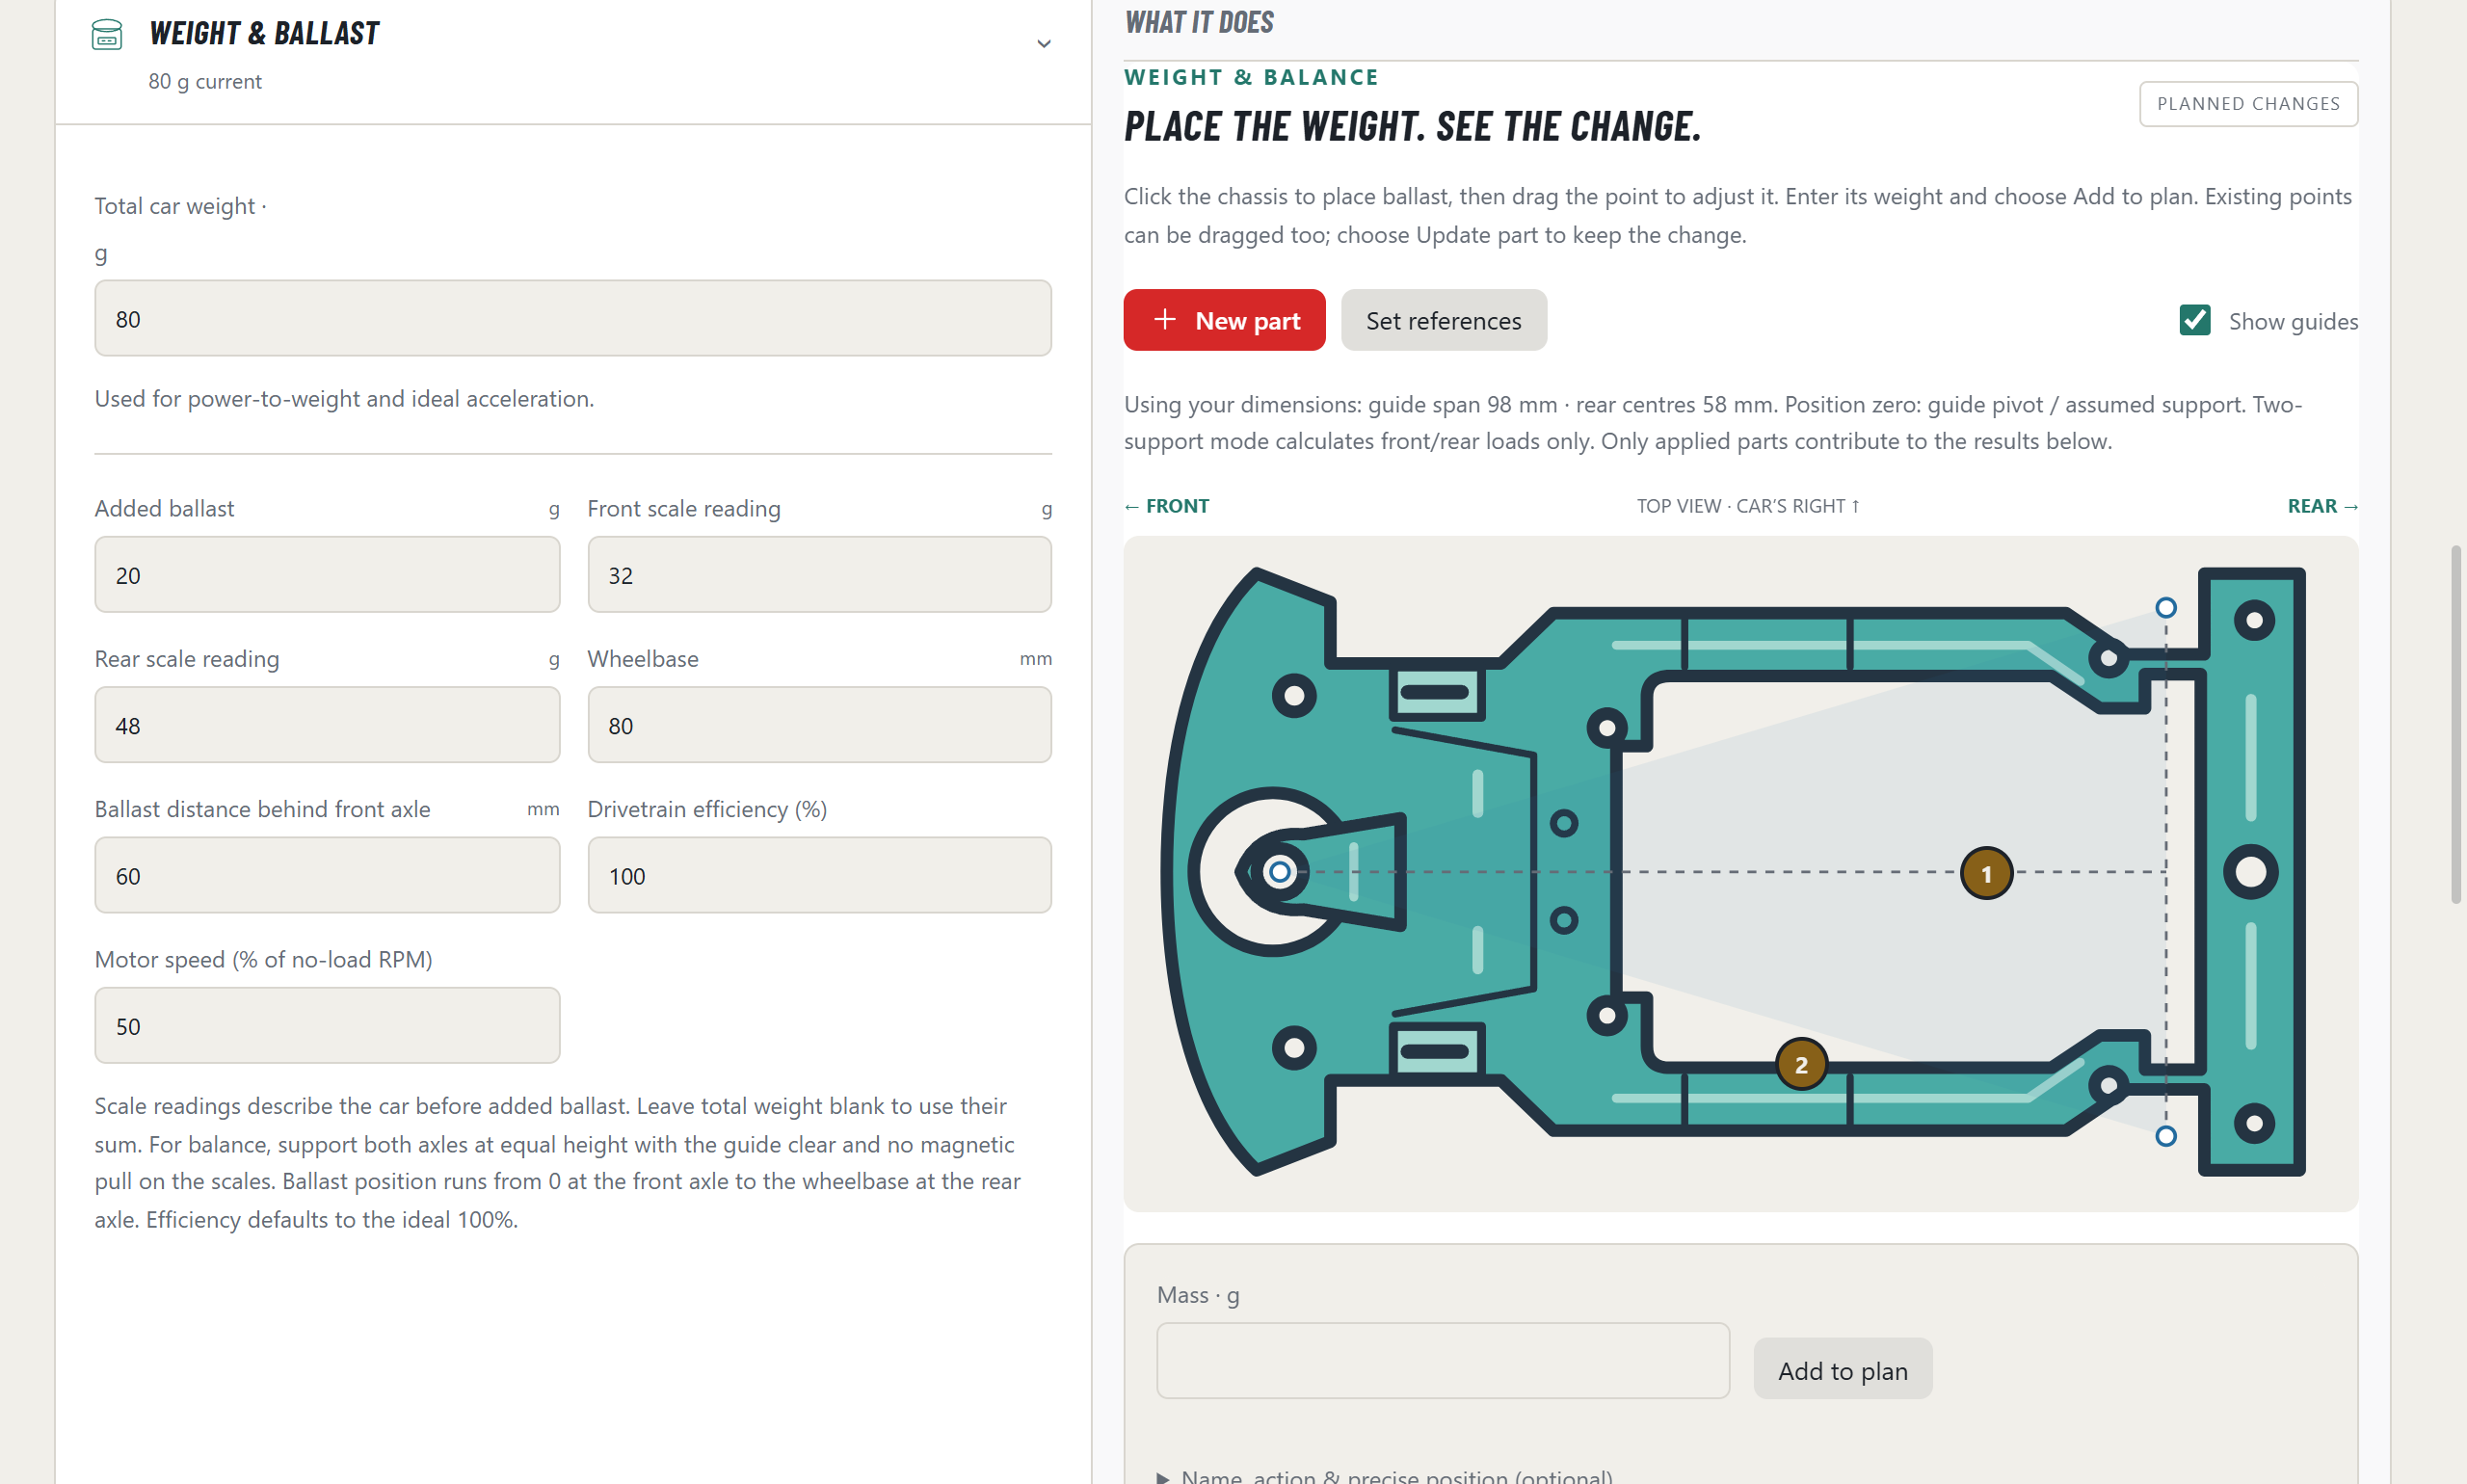 WEIGHT & BALLAST
80 g current
Total car weight ·
g
80
Used for power-to-weight and ideal acceleration.
Added ballast g
20
Front scale reading g
32
Rear scale reading g
48
Wheelbase mm
80
Ballast distance behind front axle mm
60
Drivetrain efficiency (%)
100
Motor speed (% of no-load RPM)
50
Scale readings describe the car before added ballast. Leave total weight blank to use their
sum. For balance, support both axles at equal height with the guide clear and no magnetic
pull on the scales. Ballast position runs from 0 at the front axle to the wheelbase at the rear
axle. Efficiency defaults to the ideal 100%.
WHAT IT DOES
WEIGHT & BALANCE
PLACE THE WEIGHT. SEE THE CHANGE.
PLANNED CHANGES
Click the chassis to place ballast, then drag the point to adjust it. Enter its weight and choose Add to plan. Existing points
can be dragged too; choose Update part to keep the change.
+ New part
Set references
Show guides
Using your dimensions: guide span 98 mm · rear centres 58 mm. Position zero: guide pivot / assumed support. Two-
support mode calculates front/rear loads only. Only applied parts contribute to the results below.
← FRONT
TOP VIEW · CAR'S RIGHT ↑
REAR →
1
2
Mass · g
Add to plan
▶ Name, action & precise position (optional)